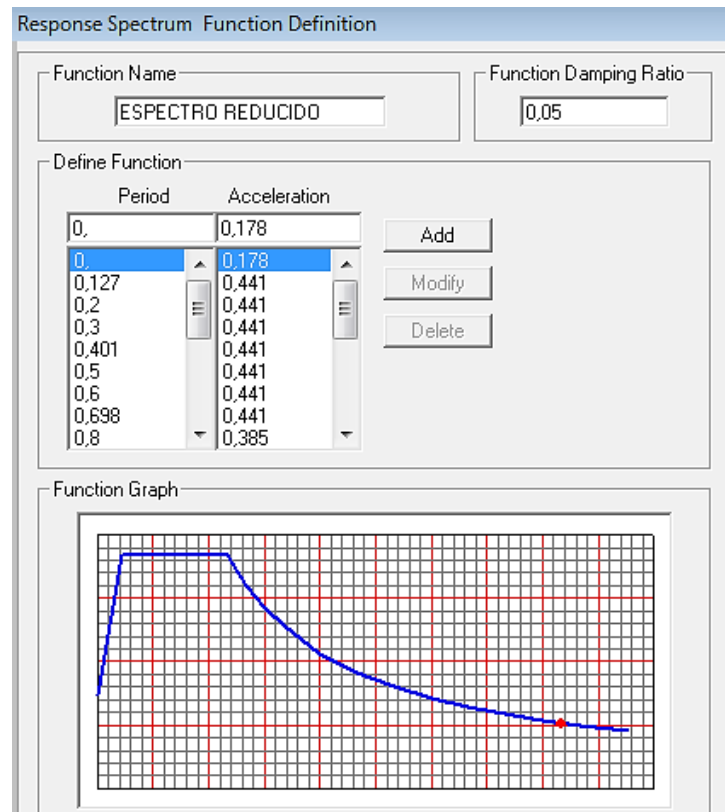 Response Spectrum Function Definition
Function Name
Function Damping Ratio
ESPECTRO REDUCIDO
0,05
Define Function
Period Acceleration
0, 0,178
Add
0, 0,178
0,127 0,441
Modify
0,2 0,441
0,3 0,441
Delete
0,401 0,441
0,5 0,441
0,6 0,441
0,698 0,441
0,8 0,385
Function Graph